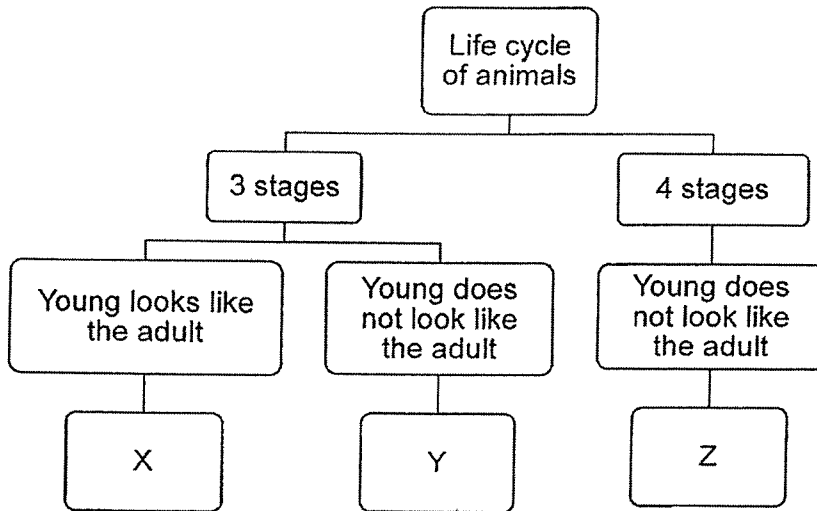 Life cycle
of animals
3 stages
4 stages
Young looks like
the adult
Young does
not look like
the adult
Young does
not look like
the adult
X
Y
Z